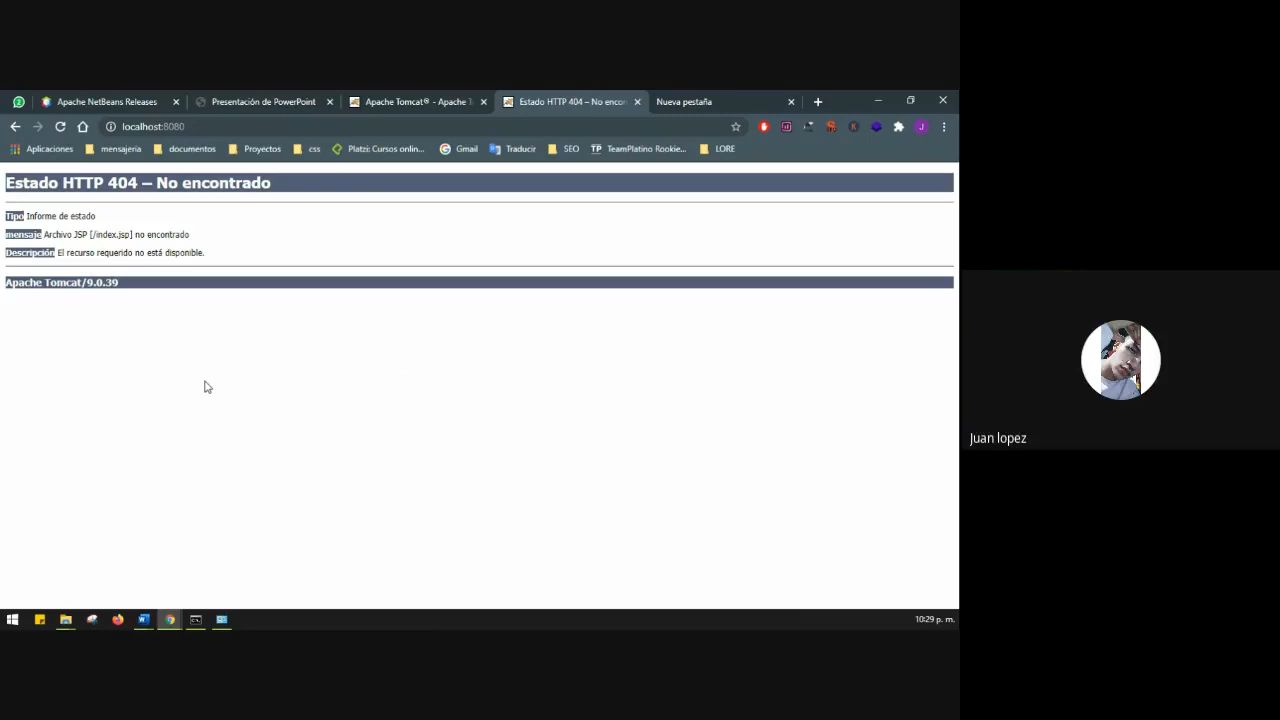 Apache NetBeans Releases
Presentación de PowerPoint
Apache Tomcat® - Apache T
Estado HTTP 404 – No encon
Nueva pestaña
localhost:8080
Aplicaciones
mensajeria
documentos
Proyectos
css
Platzi: Cursos onlin...
Gmail
Traducir
SEO
TP TeamPlatino Rookie...
LORE
Estado HTTP 404 – No encontrado
Tipo Informe de estado
mensaje Archivo JSP [/index.jsp] no encontrado
Descripción El recurso requerido no está disponible.
Apache Tomcat/9.0.39
Juan lopez
10:29 p. m.